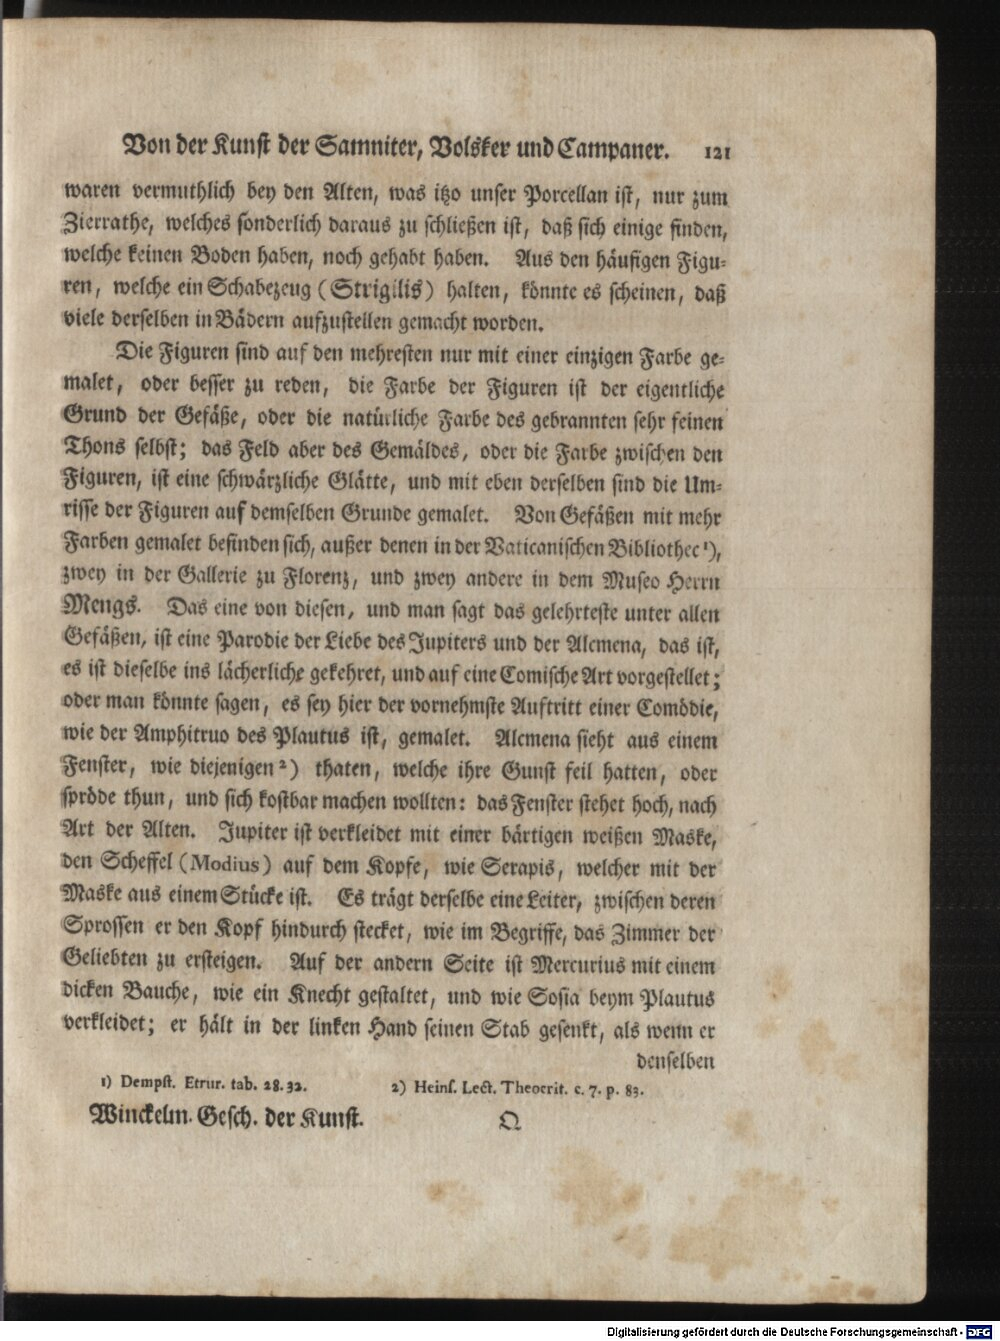 Von der Kunst der Samniter, Volsker und Campaner. 121
waren vermuthlich bey den Alten, was itzo unser Porcellan ist, nur zum
Zierrathe, welches sonderlich daraus zu schließen ist, daß sich einige finden,
welche keinen Boden haben, noch gehabt haben. Aus den häufigen Figu-
ren, welche ein Schabezeug (Strigilis) halten, könnte es scheinen, daß
viele derselben in Bädern aufzustellen gemacht worden.
Die Figuren sind auf den mehresten nur mit einer einzigen Farbe ge-
malet, oder besser zu reden, die Farbe der Figuren ist der eigentliche
Grund der Gefäße, oder die natürliche Farbe des gebrannten sehr feinen
Thons selbst; das Feld aber des Gemäldes, oder die Farbe zwischen den
Figuren, ist eine schwärzliche Glätte, und mit eben derselben sind die Um-
risse der Figuren auf demselben Grunde gemalet. Von Gefäßen mit mehr
Farben gemalet befinden sich, außer denen in der Vaticanischen Bibliothec 1),
zwey in der Gallerie zu Florenz, und zwey andere in dem Museo Herrn
Mengs. Das eine von diesen, und man sagt das gelehrteste unter allen
Gefäßen, ist eine Parodie der Liebe des Jupiters und der Alcmena, das ist,
es ist dieselbe ins lächerliche gekehret, und auf eine Comische Art vorgestellet;
oder man könnte sagen, es sey hier der vornehmste Auftritt einer Comödie,
wie der Amphitruo des Plautus ist, gemalet. Alcmena sieht aus einem
Fenster, wie diejenigen 2) thaten, welche ihre Gunst feil hatten, oder
spröde thun, und sich kostbar machen wollten: das Fenster stehet hoch, nach
Art der Alten. Jupiter ist verkleidet mit einer bärtigen weißen Maske,
den Scheffel (Modius) auf dem Kopfe, wie Serapis, welcher mit der
Maske aus einem Stücke ist. Es trägt derselbe eine Leiter, zwischen deren
Sprossen er den Kopf hindurch stecket, wie im Begriffe, das Zimmer der
Geliebten zu ersteigen. Auf der andern Seite ist Mercurius mit einem
dicken Bauche, wie ein Knecht gestaltet, und wie Sosia beym Plautus
verkleidet; er hält in der linken Hand seinen Stab gesenkt, als wenn er
denselben
1) Dempst. Etrur. tab. 28. 32. 2) Heins. Lect. Theocrit. c. 7. p. 83.
Winckelm. Gesch. der Kunst. Q
Digitalisierung gefördert durch die Deutsche Forschungsgemeinschaft - DFG